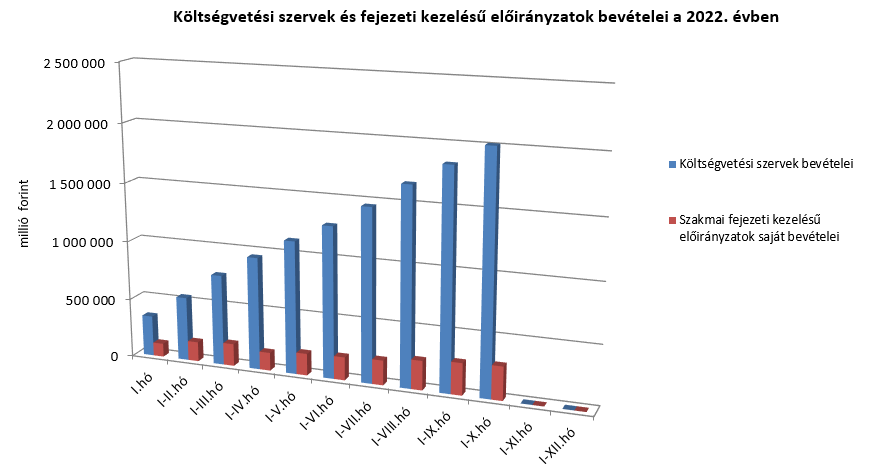 Költségvetési szervek és fejezeti kezelésű előirányzatok bevételei a 2022. évben
2 500 000
2 000 000
1 500 000
1 000 000
500 000
0
millió forint
I.hó
I-II.hó
I-III.hó
I-IV.hó
I-V.hó
I-VI.hó
I-VII.hó
I-VIII.hó
I-IX.hó
I-X.hó
I-XI.hó
I-XII.hó
Költségvetési szervek bevételei
Szakmai fejezeti kezelésű
előirányzatok saját bevételei